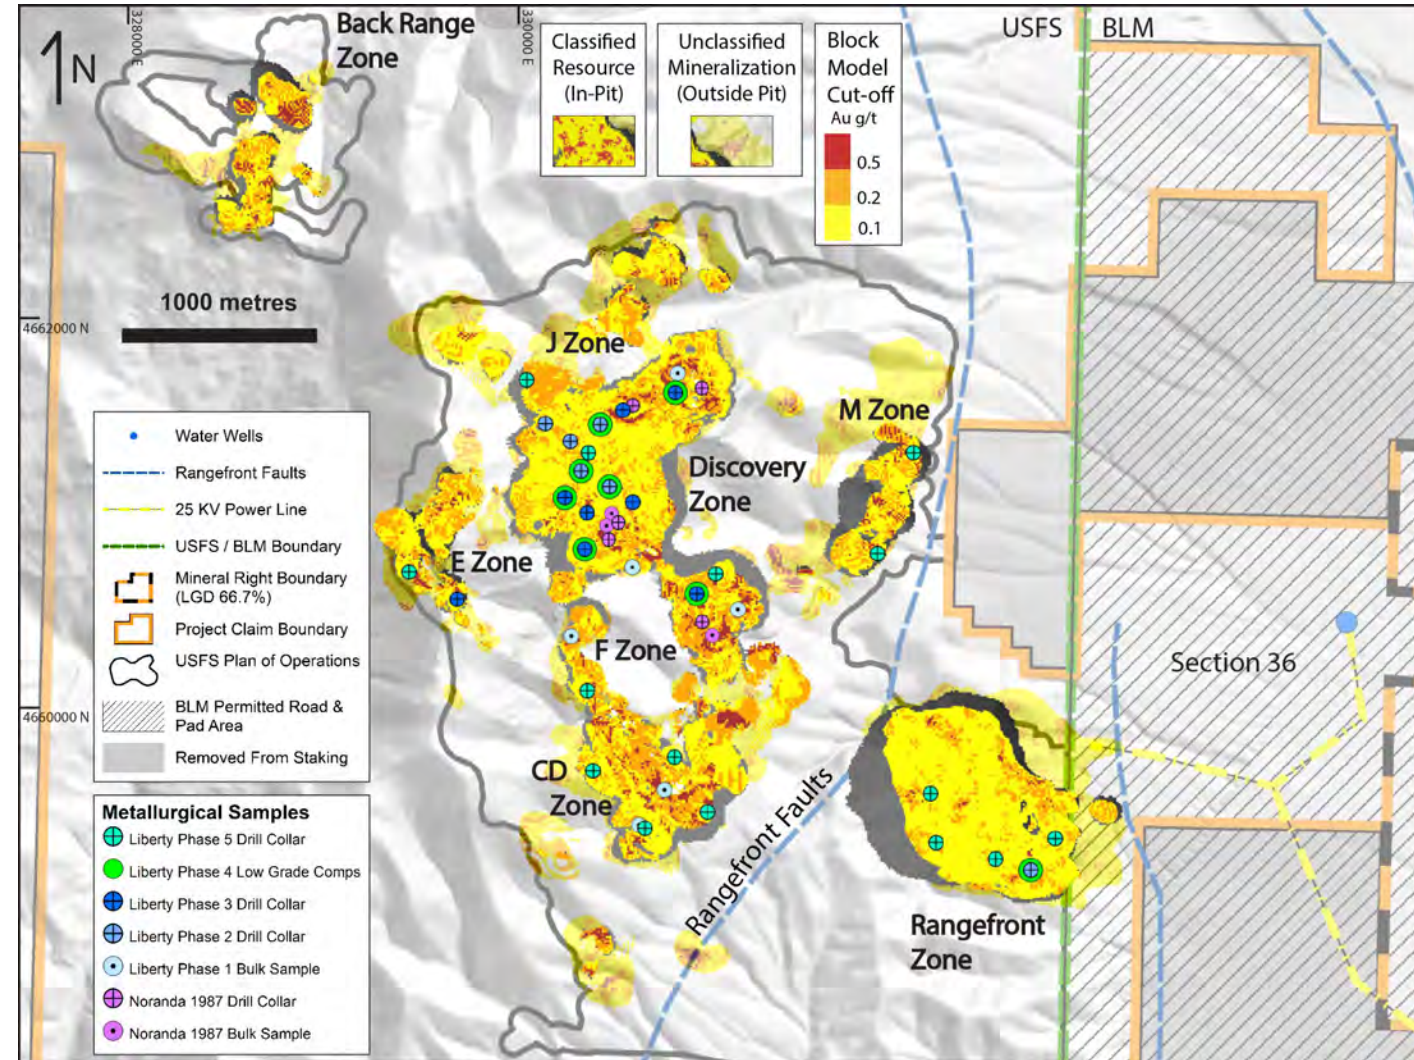 Back Range
Zone
N
328000E
330000 E
Classified
Resource
(In-Pit)
Unclassified
Mineralization
(Outside Pit)
Block
Model
Cut-off
Au g/t
0.5
0.2
0.1
USFS
BLM
1000 metres
4662000 N
J Zone
M Zone
Discovery
Zone
E Zone
F Zone
CD
Zone
Section 36
Rangefront Faults
Rangefront
Zone
4660000 N
Water Wells
Rangefront Faults
25 KV Power Line
USFS / BLM Boundary
Mineral Right Boundary
(LGD 66.7%)
Project Claim Boundary
USFS Plan of Operations
BLM Permitted Road &
Pad Area
Removed From Staking
Metallurgical Samples
Liberty Phase 5 Drill Collar
Liberty Phase 4 Low Grade Comps
Liberty Phase 3 Drill Collar
Liberty Phase 2 Drill Collar
Liberty Phase 1 Bulk Sample
Noranda 1987 Drill Collar
Noranda 1987 Bulk Sample